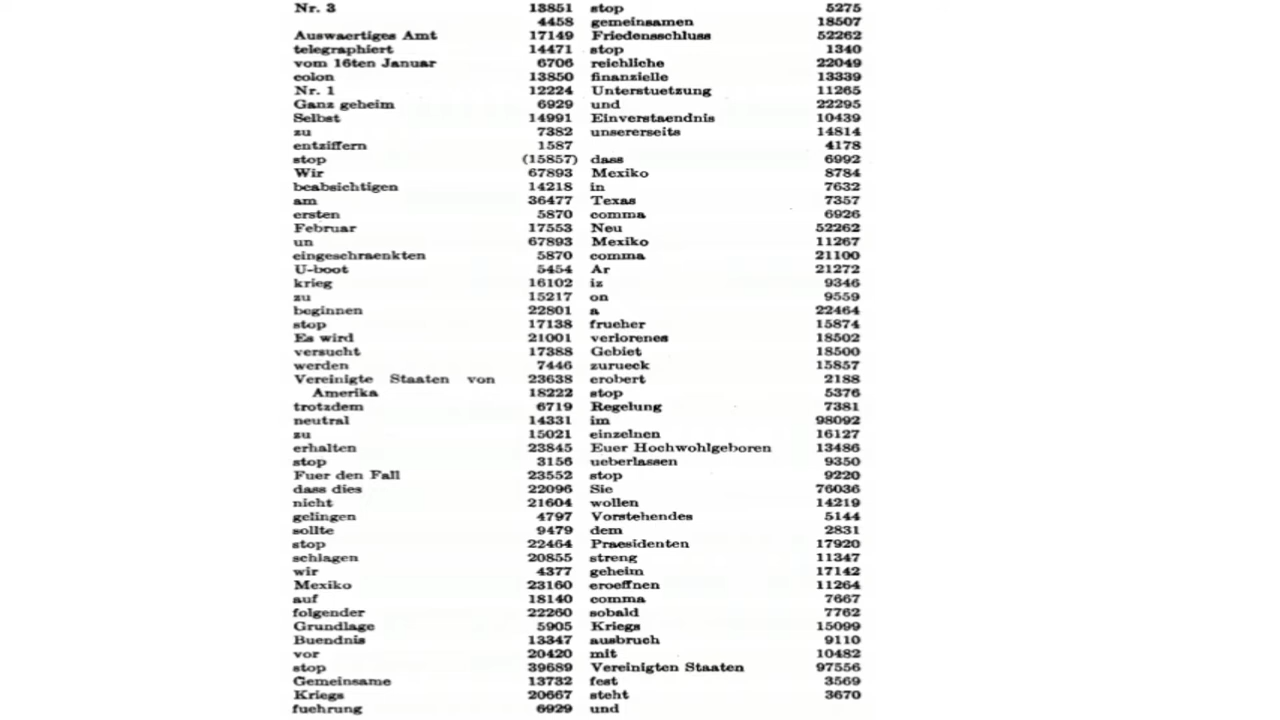 Nr. 3 13851
4458
Auswaertiges Amt 17149
telegraphiert 14471
vom 16ten Januar 6706
colon 13850
Nr. 1 12224
Ganz geheim 6929
Selbst 14991
zu 7382
entziffern 1587
stop (15857)
Wir 67893
beabsichtigen 14218
am 36477
ersten 5870
Februar 17553
un 67893
eingeschraenkten 5870
U-boot 5454
krieg 16102
zu 15217
beginnen 22801
stop 17138
Es wird 21001
versucht 17388
werden 7446
Vereinigte Staaten von 23638
Amerika 18222
trotzdem 6719
neutral 14331
zu 15021
erhalten 23845
stop 3156
Fuer den Fall 23552
dass dies 22096
nicht 21604
gelingen 4797
sollte 9479
stop 22464
schlagen 20855
wir 4377
Mexiko 23160
auf 18140
folgender 22260
Grundlage 5905
Buendnis 13347
vor 20420
stop 39689
Gemeinsame 13732
Kriegs 20667
fuehrung 6929
stop 5275
gemeinsamen 18507
Friedensschluss 52262
stop 1340
reichliche 22049
finanzielle 13339
Unterstuetzung 11265
und 22295
Einverstaendnis 10439
unsererseits 14814
4178
dass 6992
Mexiko 8784
in 7632
Texas 7357
comma 6926
Neu 52262
Mexiko 11267
comma 21100
Ar 21272
iz 9346
on 9559
a 22464
frueher 15874
verlorenes 18502
Gebiet 18500
zurueck 15857
erobert 2188
stop 5376
Regelung 7381
im 98092
einzelnen 16127
Euer Hochwohlgeboren 13486
ueberlassen 9350
stop 9220
Sie 76036
wollen 14219
Vorstehendes 5144
dem 2831
Praesidenten 17920
streng 11347
geheim 17142
eroeffnen 11264
comma 7667
sobald 7762
Kriegs 15099
ausbruch 9110
mit 10482
Vereinigten Staaten 97556
fest 3569
steht 3670
und